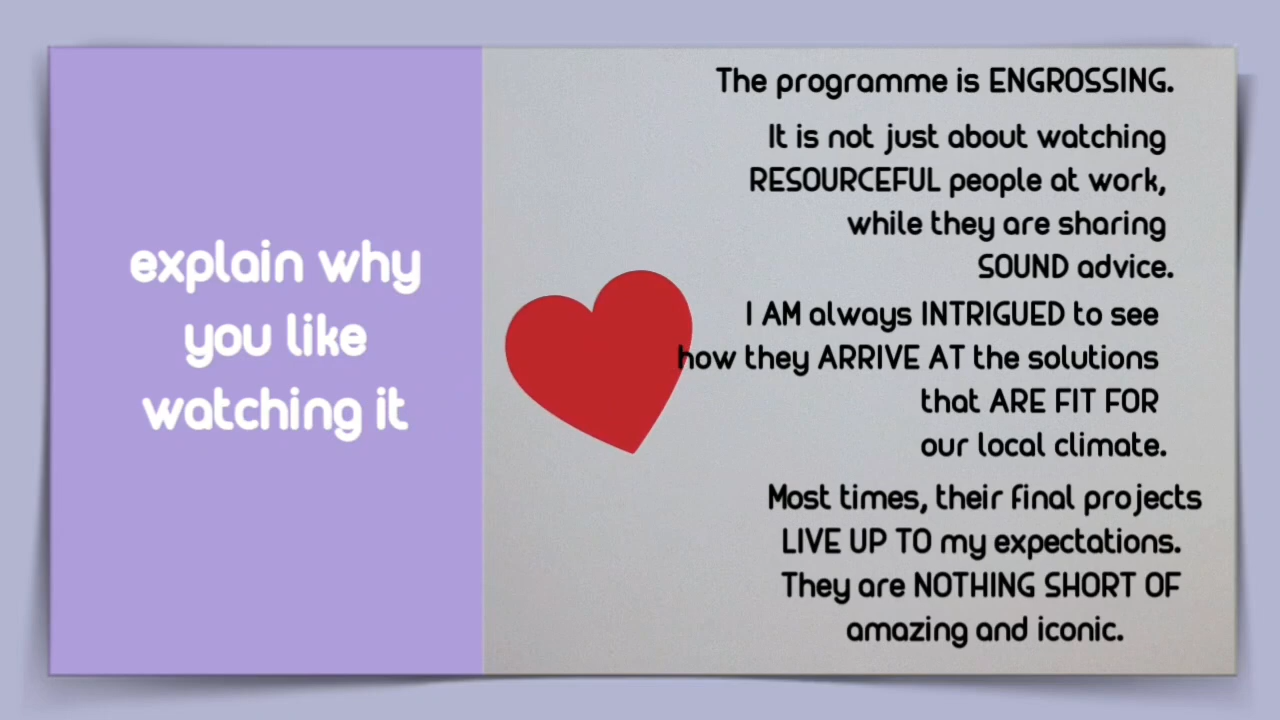 explain why
you like
watching it
The programme is ENGROSSING.
It is not just about watching
RESOURCEFUL people at work,
while they are sharing
SOUND advice.
I AM always INTRIGUED to see
how they ARRIVE AT the solutions
that ARE FIT FOR
our local climate.
Most times, their final projects
LIVE UP TO my expectations.
They are NOTHING SHORT OF
amazing and iconic.